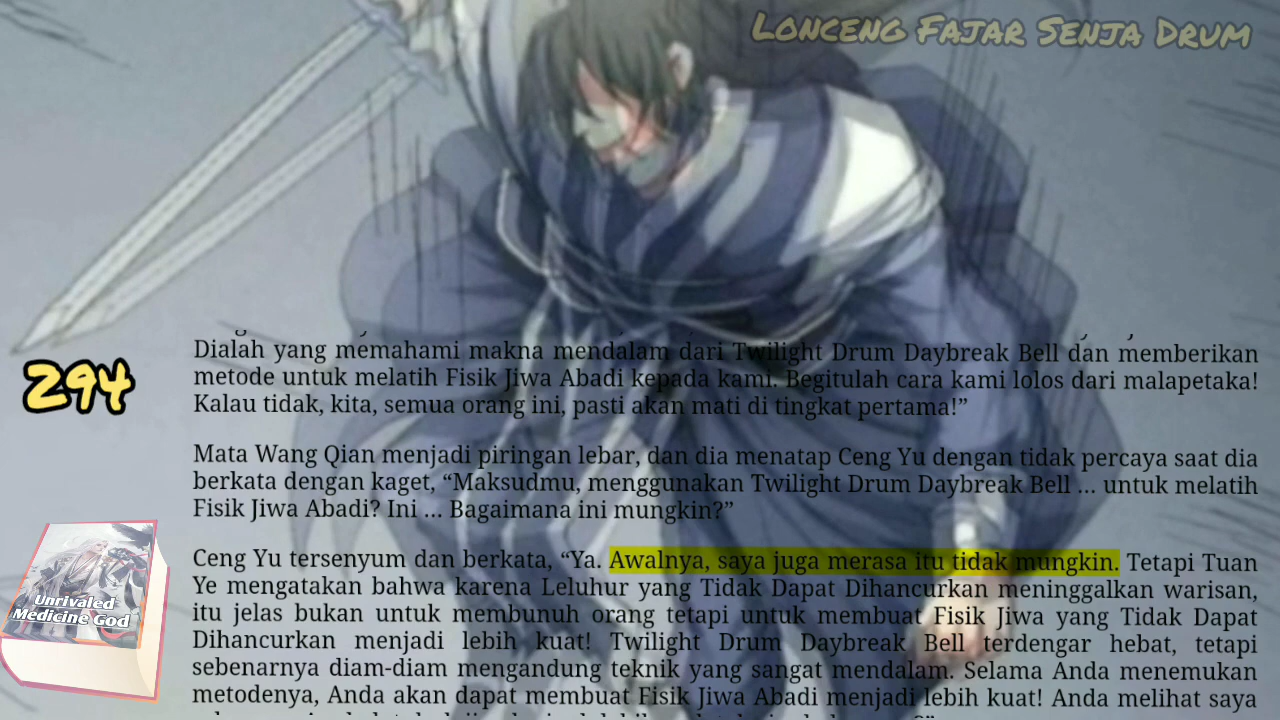 Lonceng Fajar Senja Drum
Dialah yang memahami makna mendalam dari Twilight Drum Daybreak Bell dan memberikan
metode untuk melatih Fisik Jiwa Abadi kepada kami. Begitulah cara kami lolos dari malapetaka!
Kalau tidak, kita, semua orang ini, pasti akan mati di tingkat pertama!”
294
Mata Wang Qian menjadi piringan lebar, dan dia menatap Ceng Yu dengan tidak percaya saat dia
berkata dengan kaget, “Maksudmu, menggunakan Twilight Drum Daybreak Bell ... untuk melatih
Fisik Jiwa Abadi? Ini ... Bagaimana ini mungkin?”
Ceng Yu tersenyum dan berkata, “Ya. Awalnya, saya juga merasa itu tidak mungkin. Tetapi Tuan
Ye mengatakan bahwa karena Leluhur yang Tidak Dapat Dihancurkan meninggalkan warisan,
itu jelas bukan untuk membunuh orang tetapi untuk membuat Fisik Jiwa yang Tidak Dapat
Dihancurkan menjadi lebih kuat! Twilight Drum Daybreak Bell terdengar hebat, tetapi
sebenarnya diam-diam mengandung teknik yang sangat mendalam. Selama Anda menemukan
metodenya, Anda akan dapat membuat Fisik Jiwa Abadi menjadi lebih kuat! Anda melihat saya
Unrivaled
Medicine God